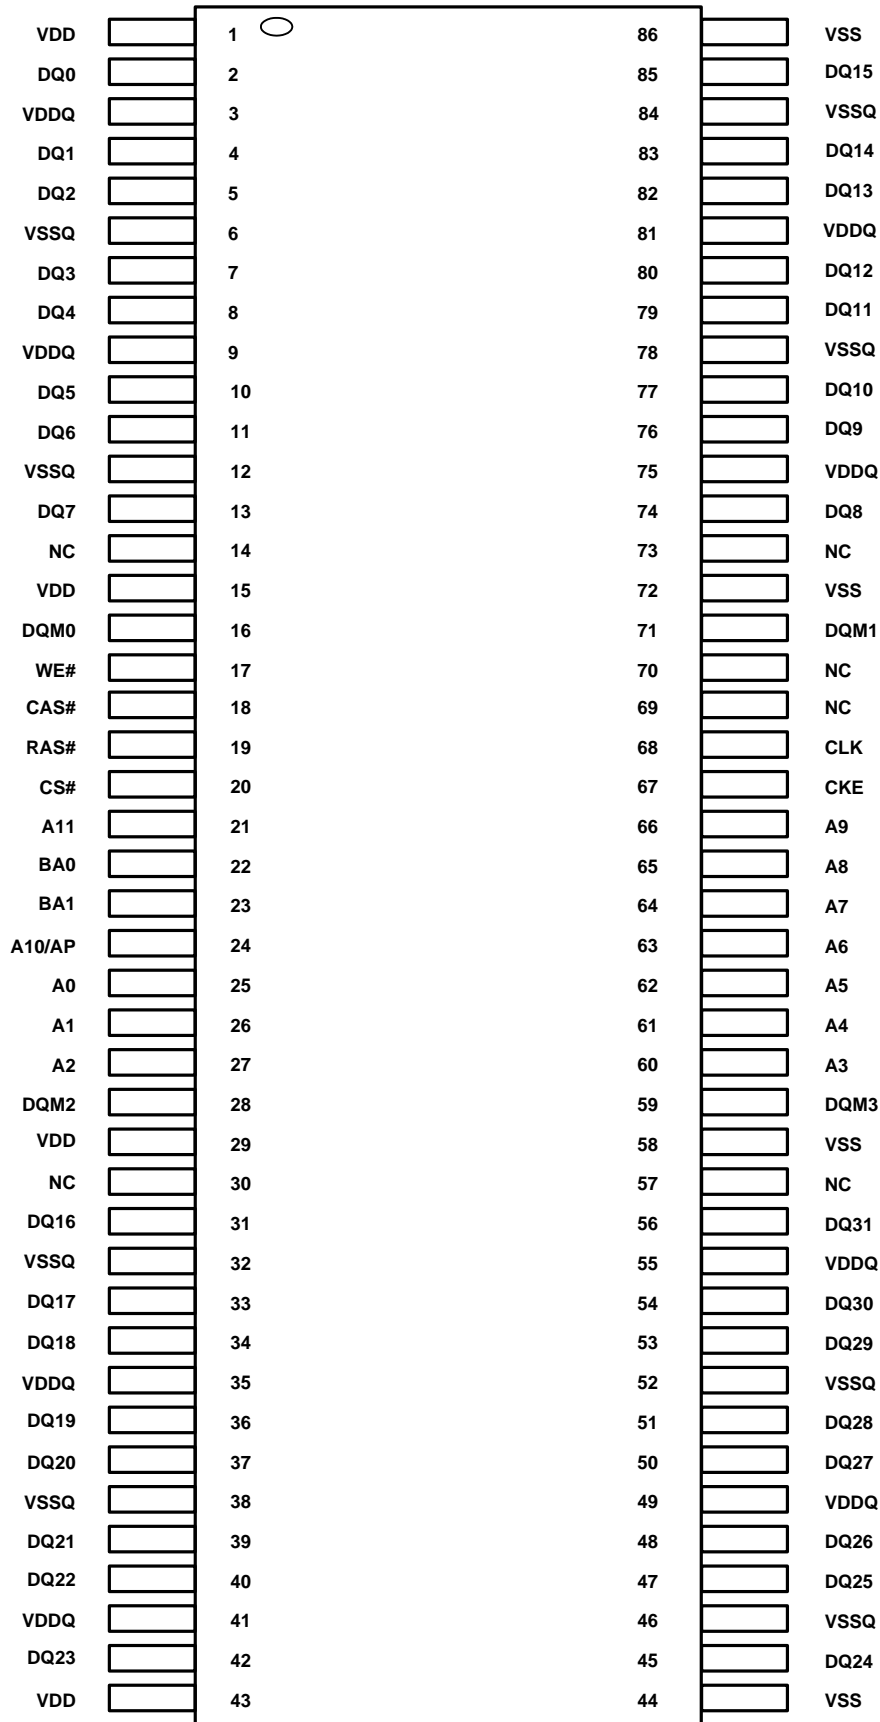 VDD 1 86 VSS
DQ0 2 85 DQ15
VDDQ 3 84 VSSQ
DQ1 4 83 DQ14
DQ2 5 82 DQ13
VSSQ 6 81 VDDQ
DQ3 7 80 DQ12
DQ4 8 79 DQ11
VDDQ 9 78 VSSQ
DQ5 10 77 DQ10
DQ6 11 76 DQ9
VSSQ 12 75 VDDQ
DQ7 13 74 DQ8
NC 14 73 NC
VDD 15 72 VSS
DQM0 16 71 DQM1
WE# 17 70 NC
CAS# 18 69 NC
RAS# 19 68 CLK
CS# 20 67 CKE
A11 21 66 A9
BA0 22 65 A8
BA1 23 64 A7
A10/AP 24 63 A6
A0 25 62 A5
A1 26 61 A4
A2 27 60 A3
DQM2 28 59 DQM3
VDD 29 58 VSS
NC 30 57 NC
DQ16 31 56 DQ31
VSSQ 32 55 VDDQ
DQ17 33 54 DQ30
DQ18 34 53 DQ29
VDDQ 35 52 VSSQ
DQ19 36 51 DQ28
DQ20 37 50 DQ27
VSSQ 38 49 VDDQ
DQ21 39 48 DQ26
DQ22 40 47 DQ25
VDDQ 41 46 VSSQ
DQ23 42 45 DQ24
VDD 43 44 VSS